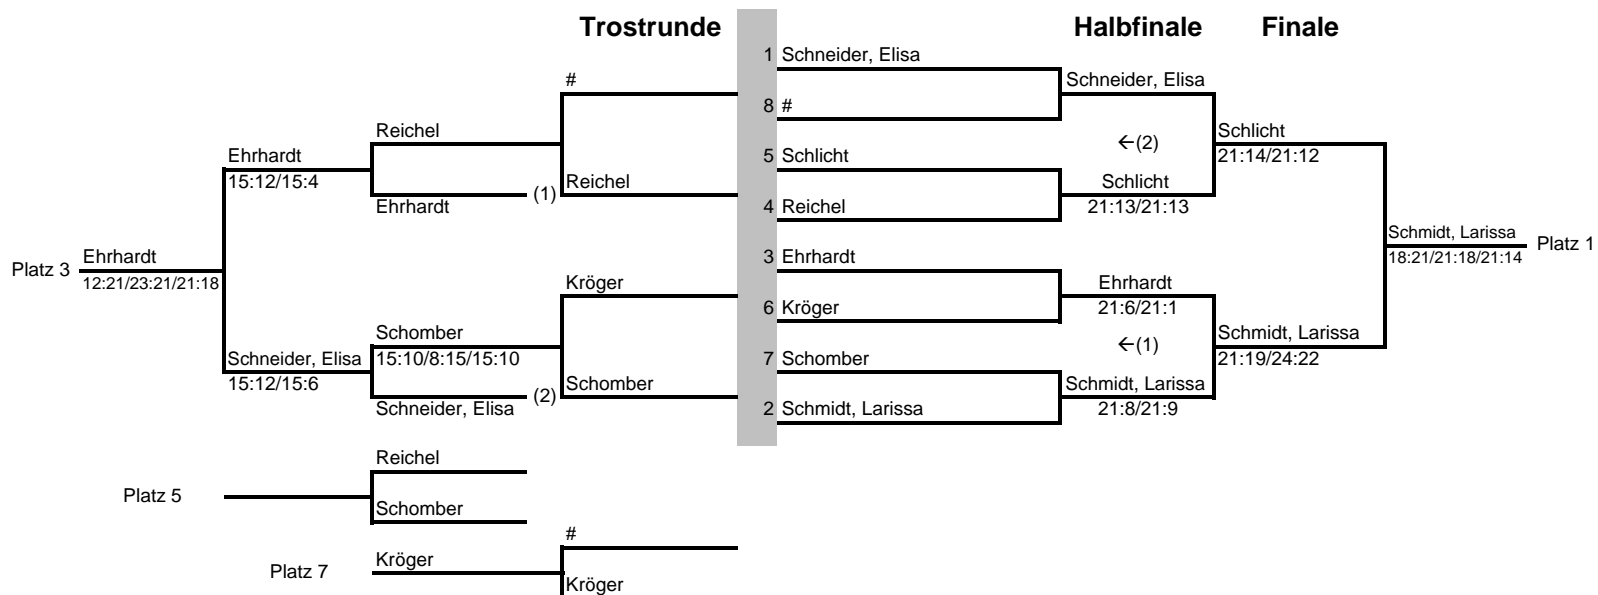 Trostrunde Halbfinale Finale
1 Schneider, Elisa
# Schneider, Elisa
8 #
Reichel ←(2) Schlicht
Ehrhardt 5 Schlicht 21:14/21:12
15:12/15:4 (1) Reichel Schlicht
Ehrhardt 4 Reichel 21:13/21:13
Schmidt, Larissa Platz 1
Platz 3 Ehrhardt 3 Ehrhardt 18:21/21:18/21:14
12:21/23:21/21:18 Kröger Ehrhardt
6 Kröger 21:6/21:1
Schomber ←(1) Schmidt, Larissa
Schneider, Elisa 15:10/8:15/15:10 7 Schomber 21:19/24:22
15:12/15:6 (2) Schomber Schmidt, Larissa
Schneider, Elisa 2 Schmidt, Larissa 21:8/21:9
Reichel
Platz 5
Schomber
#
Platz 7 Kröger
Kröger